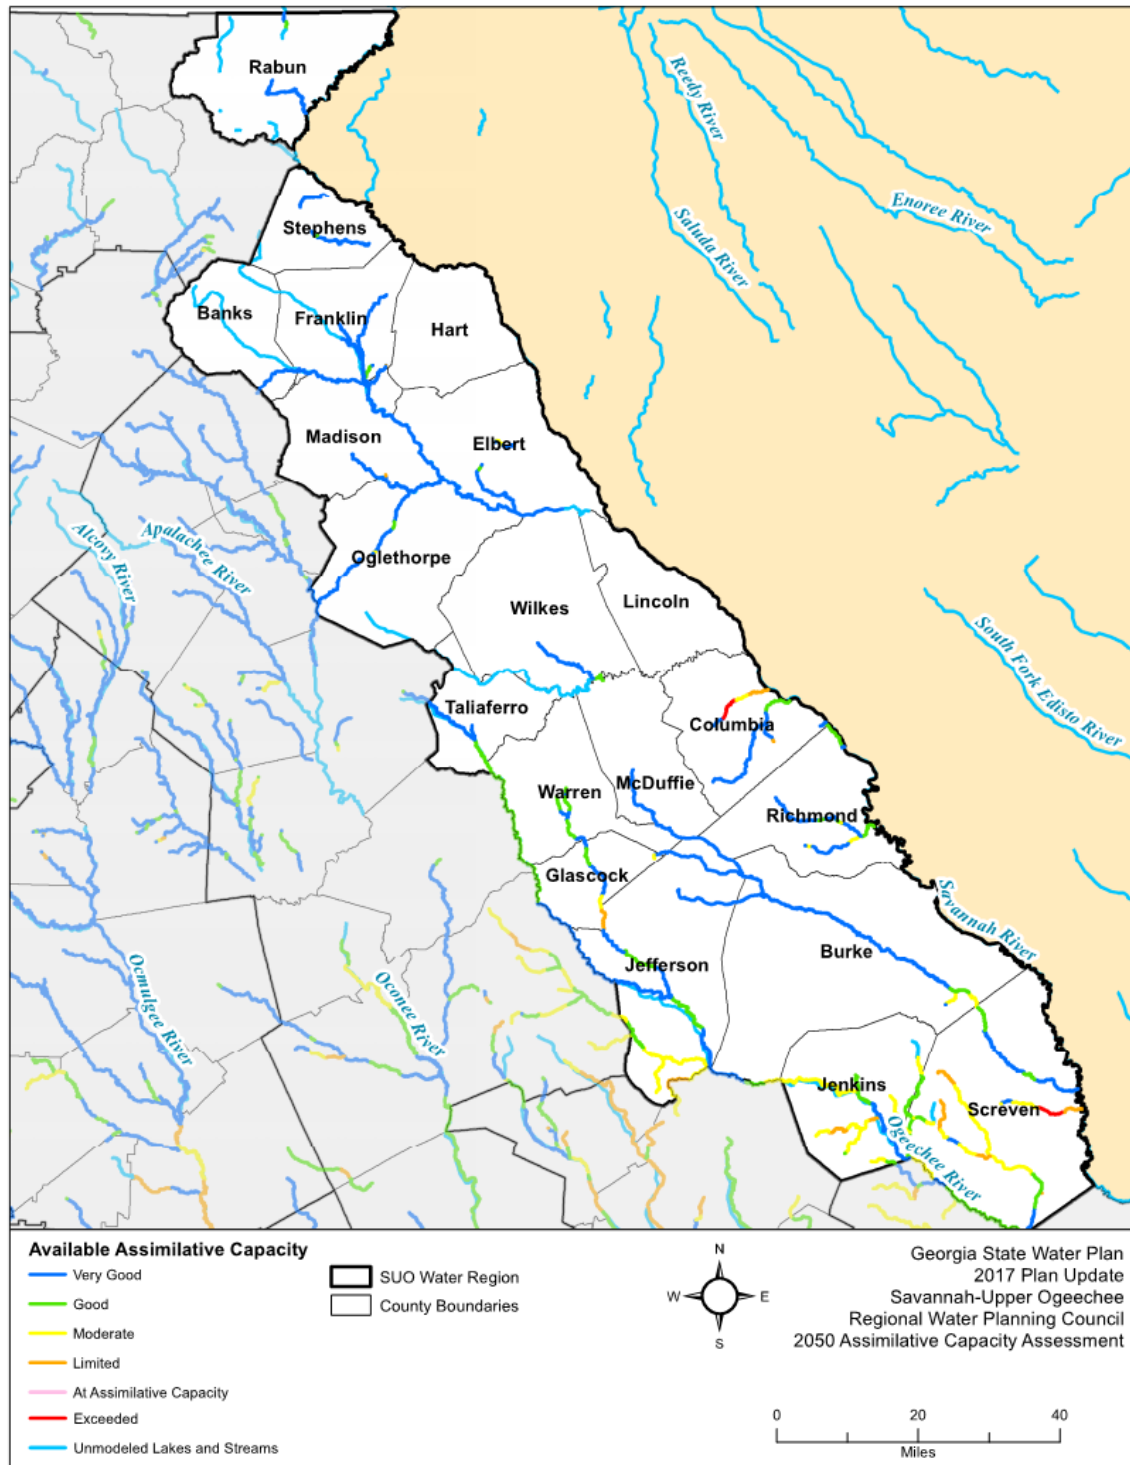 Rabun
Reedy River
Enoree River
Saluda River
Stephens
Banks
Franklin
Hart
Madison
Elbert
Alcovy River
Apalachee River
Oglethorpe
Wilkes
Lincoln
South Fork Edisto River
Taliaferro
Columbia
Warren
McDuffie
Richmond
Glascock
Savannah River
Burke
Jefferson
Ocmulgee River
Oconee River
Jenkins
Screven
Ogeechee River
Available Assimilative Capacity
Very Good
Good
Moderate
Limited
At Assimilative Capacity
Exceeded
Unmodeled Lakes and Streams
SUO Water Region
County Boundaries
N
W
E
S
Georgia State Water Plan
2017 Plan Update
Savannah-Upper Ogeechee
Regional Water Planning Council
2050 Assimilative Capacity Assessment
0 20 40
Miles